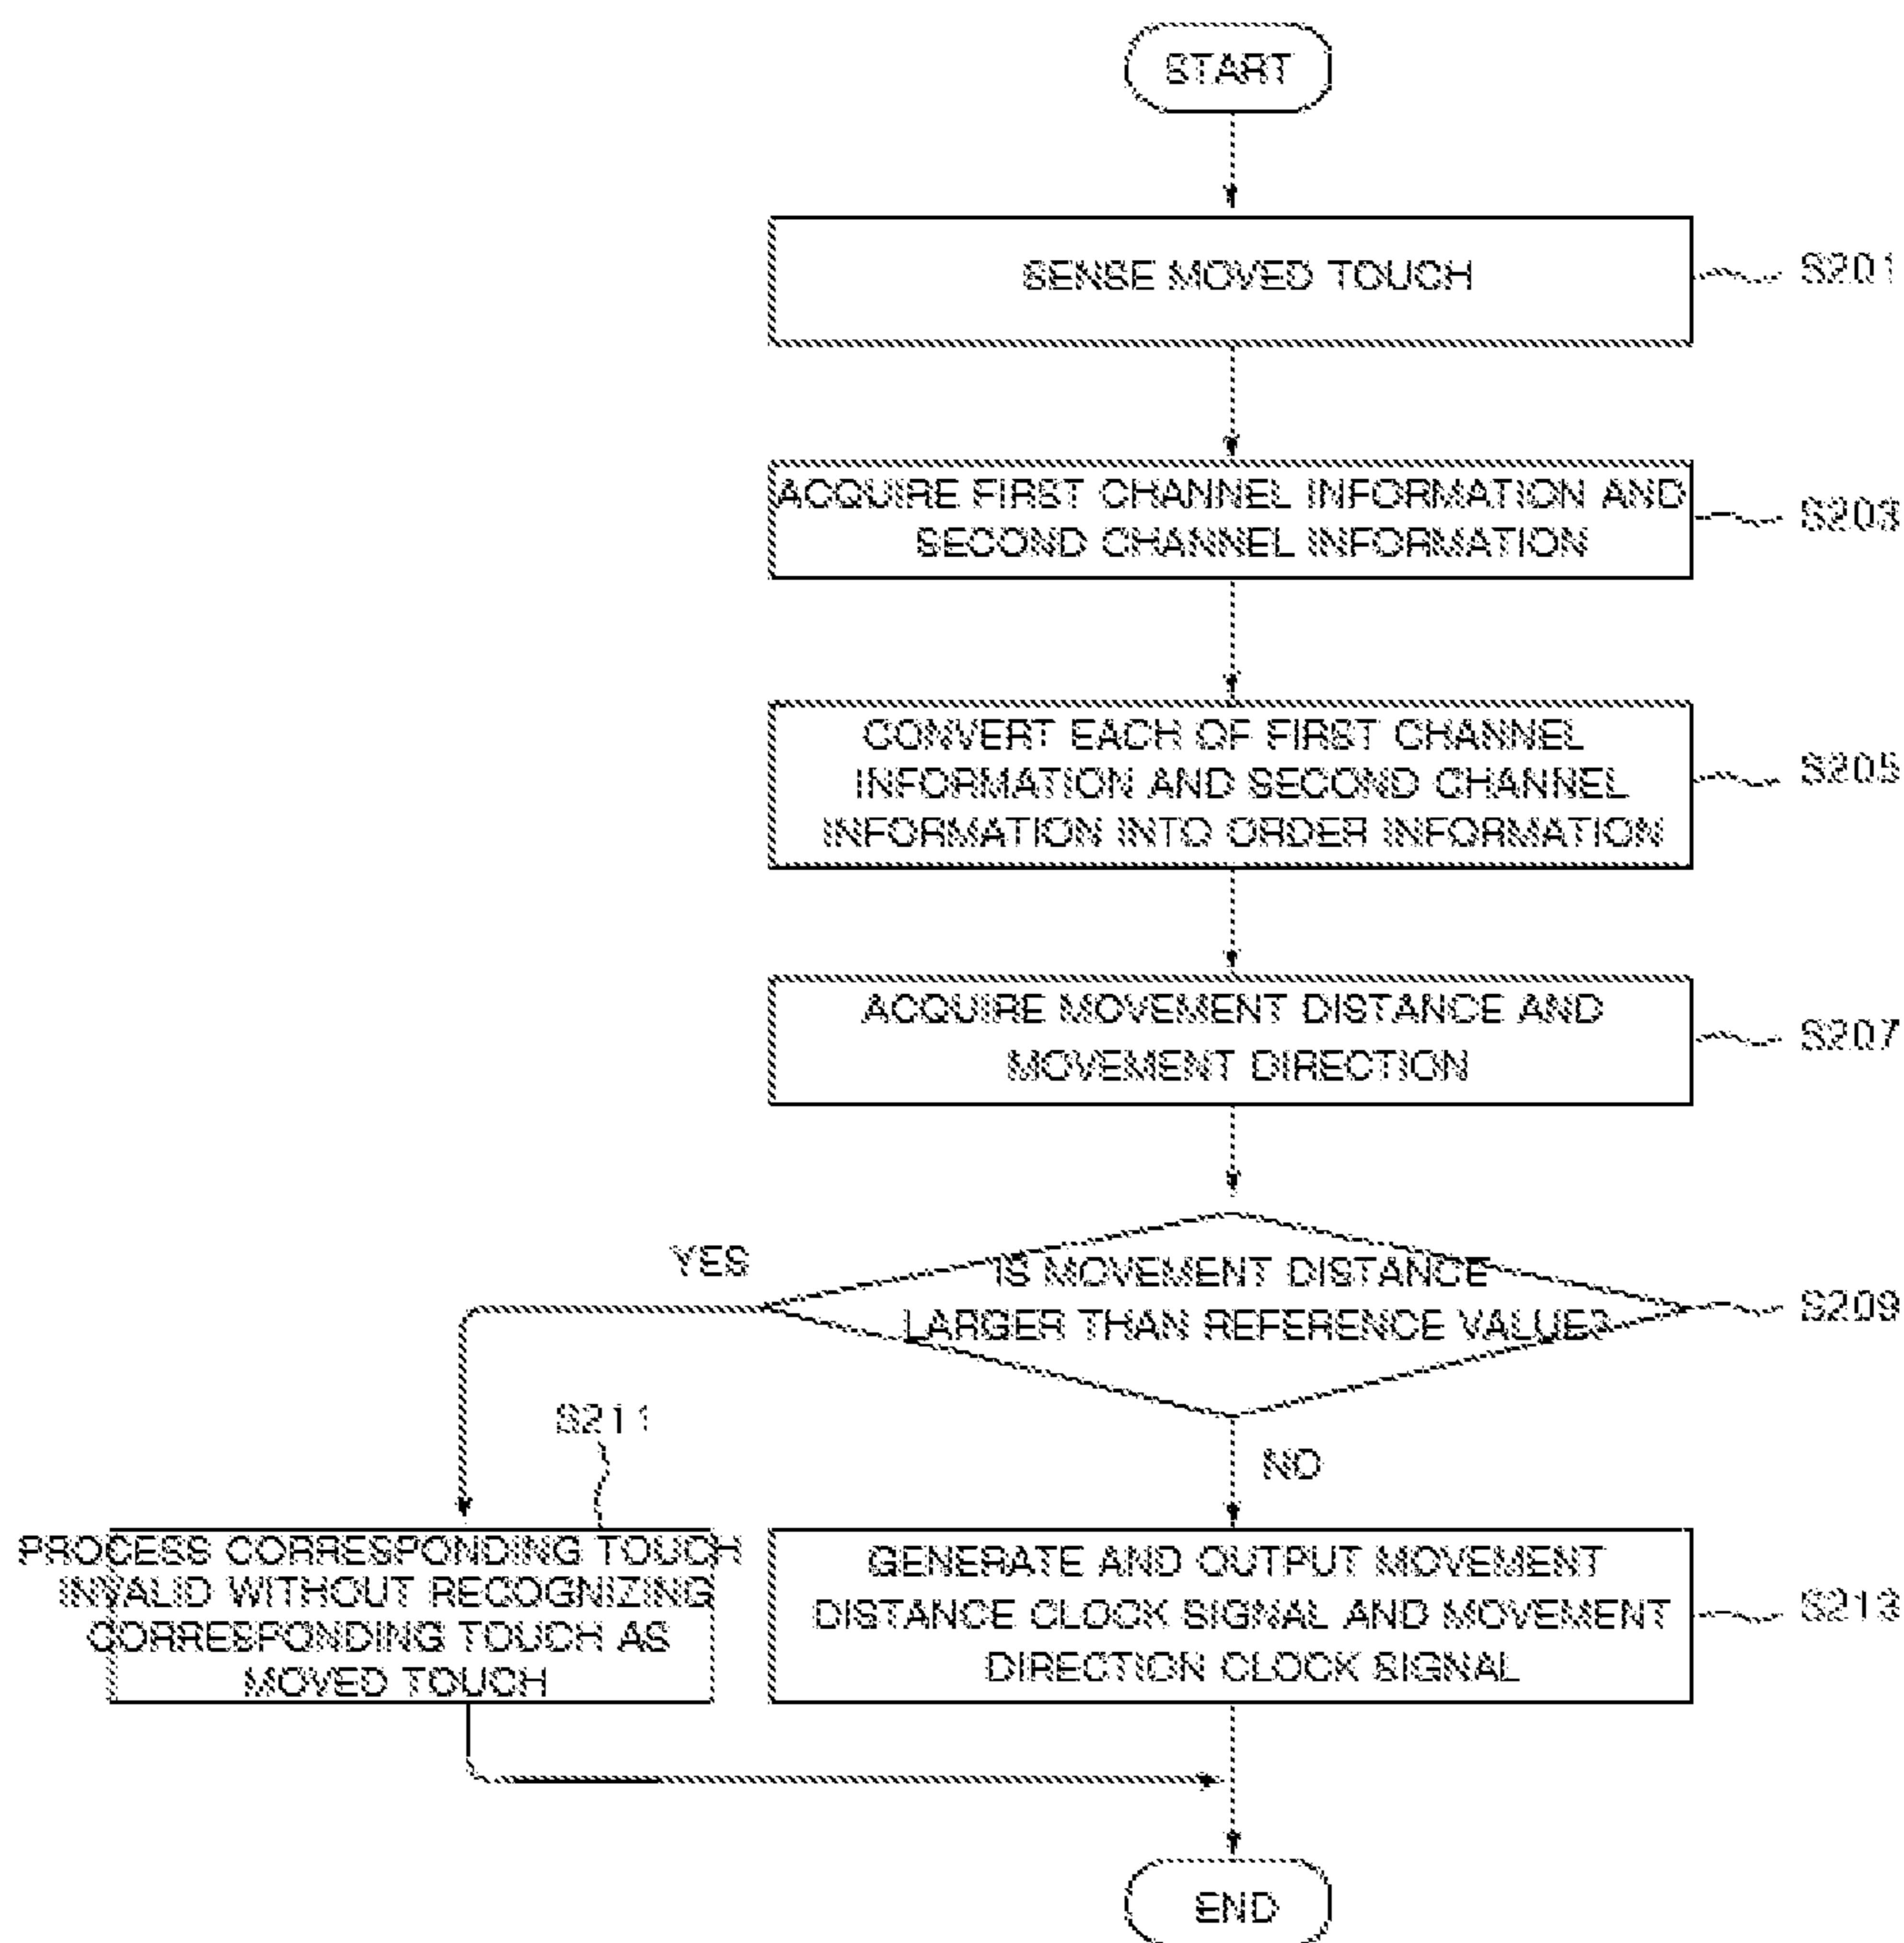 START
SENSE MOVED TOUCH
S201
ACQUIRE FIRST CHANNEL INFORMATION AND
SECOND CHANNEL INFORMATION
S203
CONVERT EACH OF FIRST CHANNEL
INFORMATION AND SECOND CHANNEL
INFORMATION INTO ORDER INFORMATION
S205
ACQUIRE MOVEMENT DISTANCE AND
MOVEMENT DIRECTION
S207
YES
IS MOVEMENT DISTANCE
LARGER THAN REFERENCE VALUE?
S209
S211
NO
PROCESS CORRESPONDING TOUCH
INVALID WITHOUT RECOGNIZING
CORRESPONDING TOUCH AS
MOVED TOUCH
GENERATE AND OUTPUT MOVEMENT
DISTANCE CLOCK SIGNAL AND MOVEMENT
DIRECTION CLOCK SIGNAL
S213
END